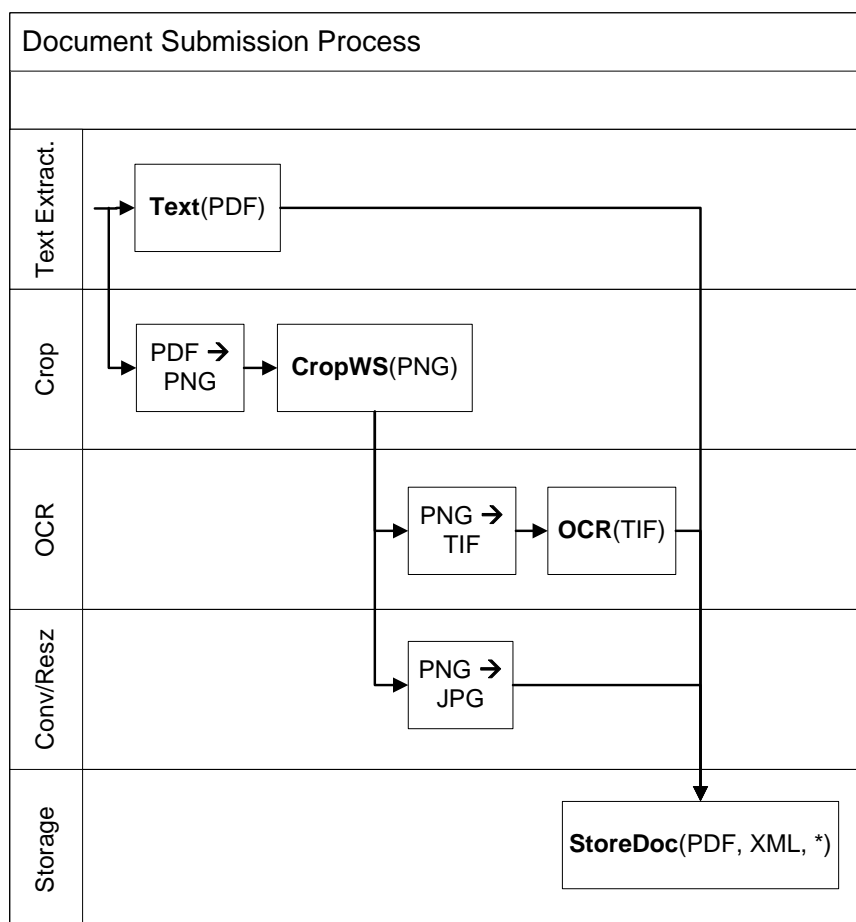 Document Submission Process
Text Extract.
Text(PDF)
Crop
PDF →
PNG
CropWS(PNG)
OCR
PNG →
TIF
OCR(TIF)
Conv/Resz
PNG →
JPG
Storage
StoreDoc(PDF, XML, *)